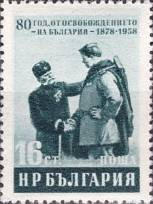 80 ГОД. ОТ ОСВОБОЖДЕНИЕТО
НА БЪЛГАРИЯ - 1878-1958
16 СТ. ПОЩА
НР БЪЛГАРИЯ